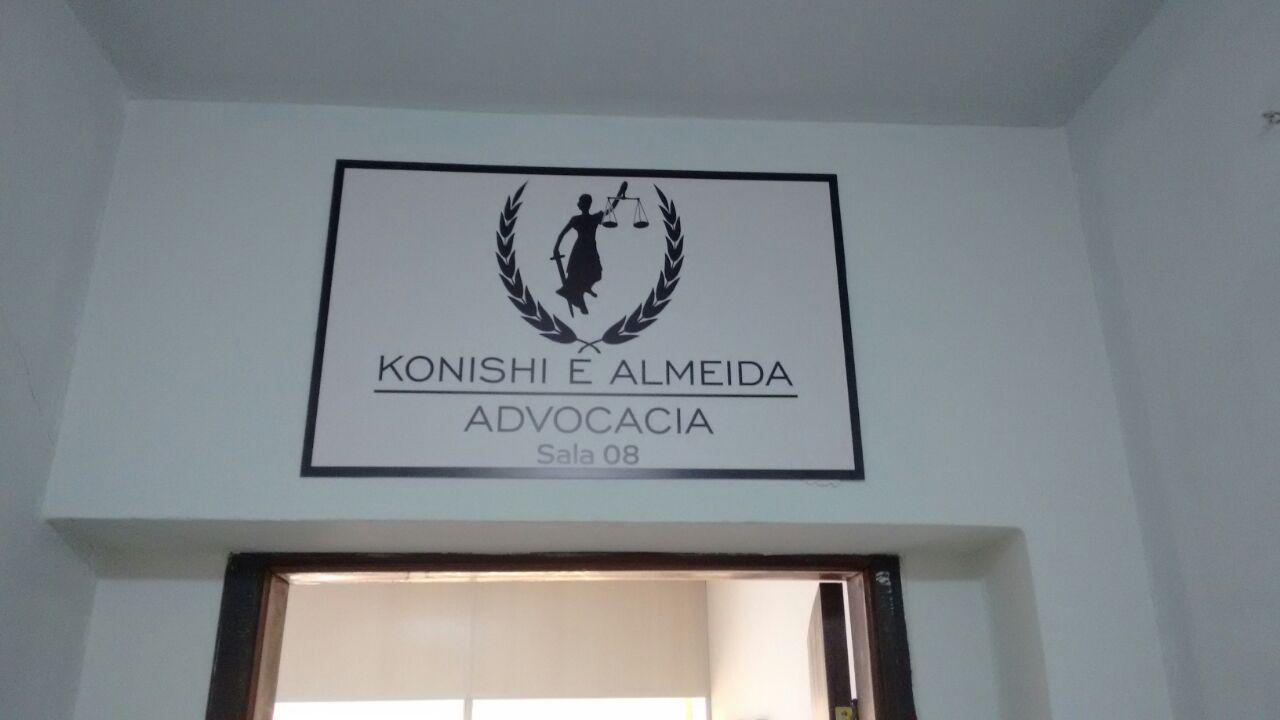 KONISHI E ALMEIDA
ADVOCACIA
Sala 08